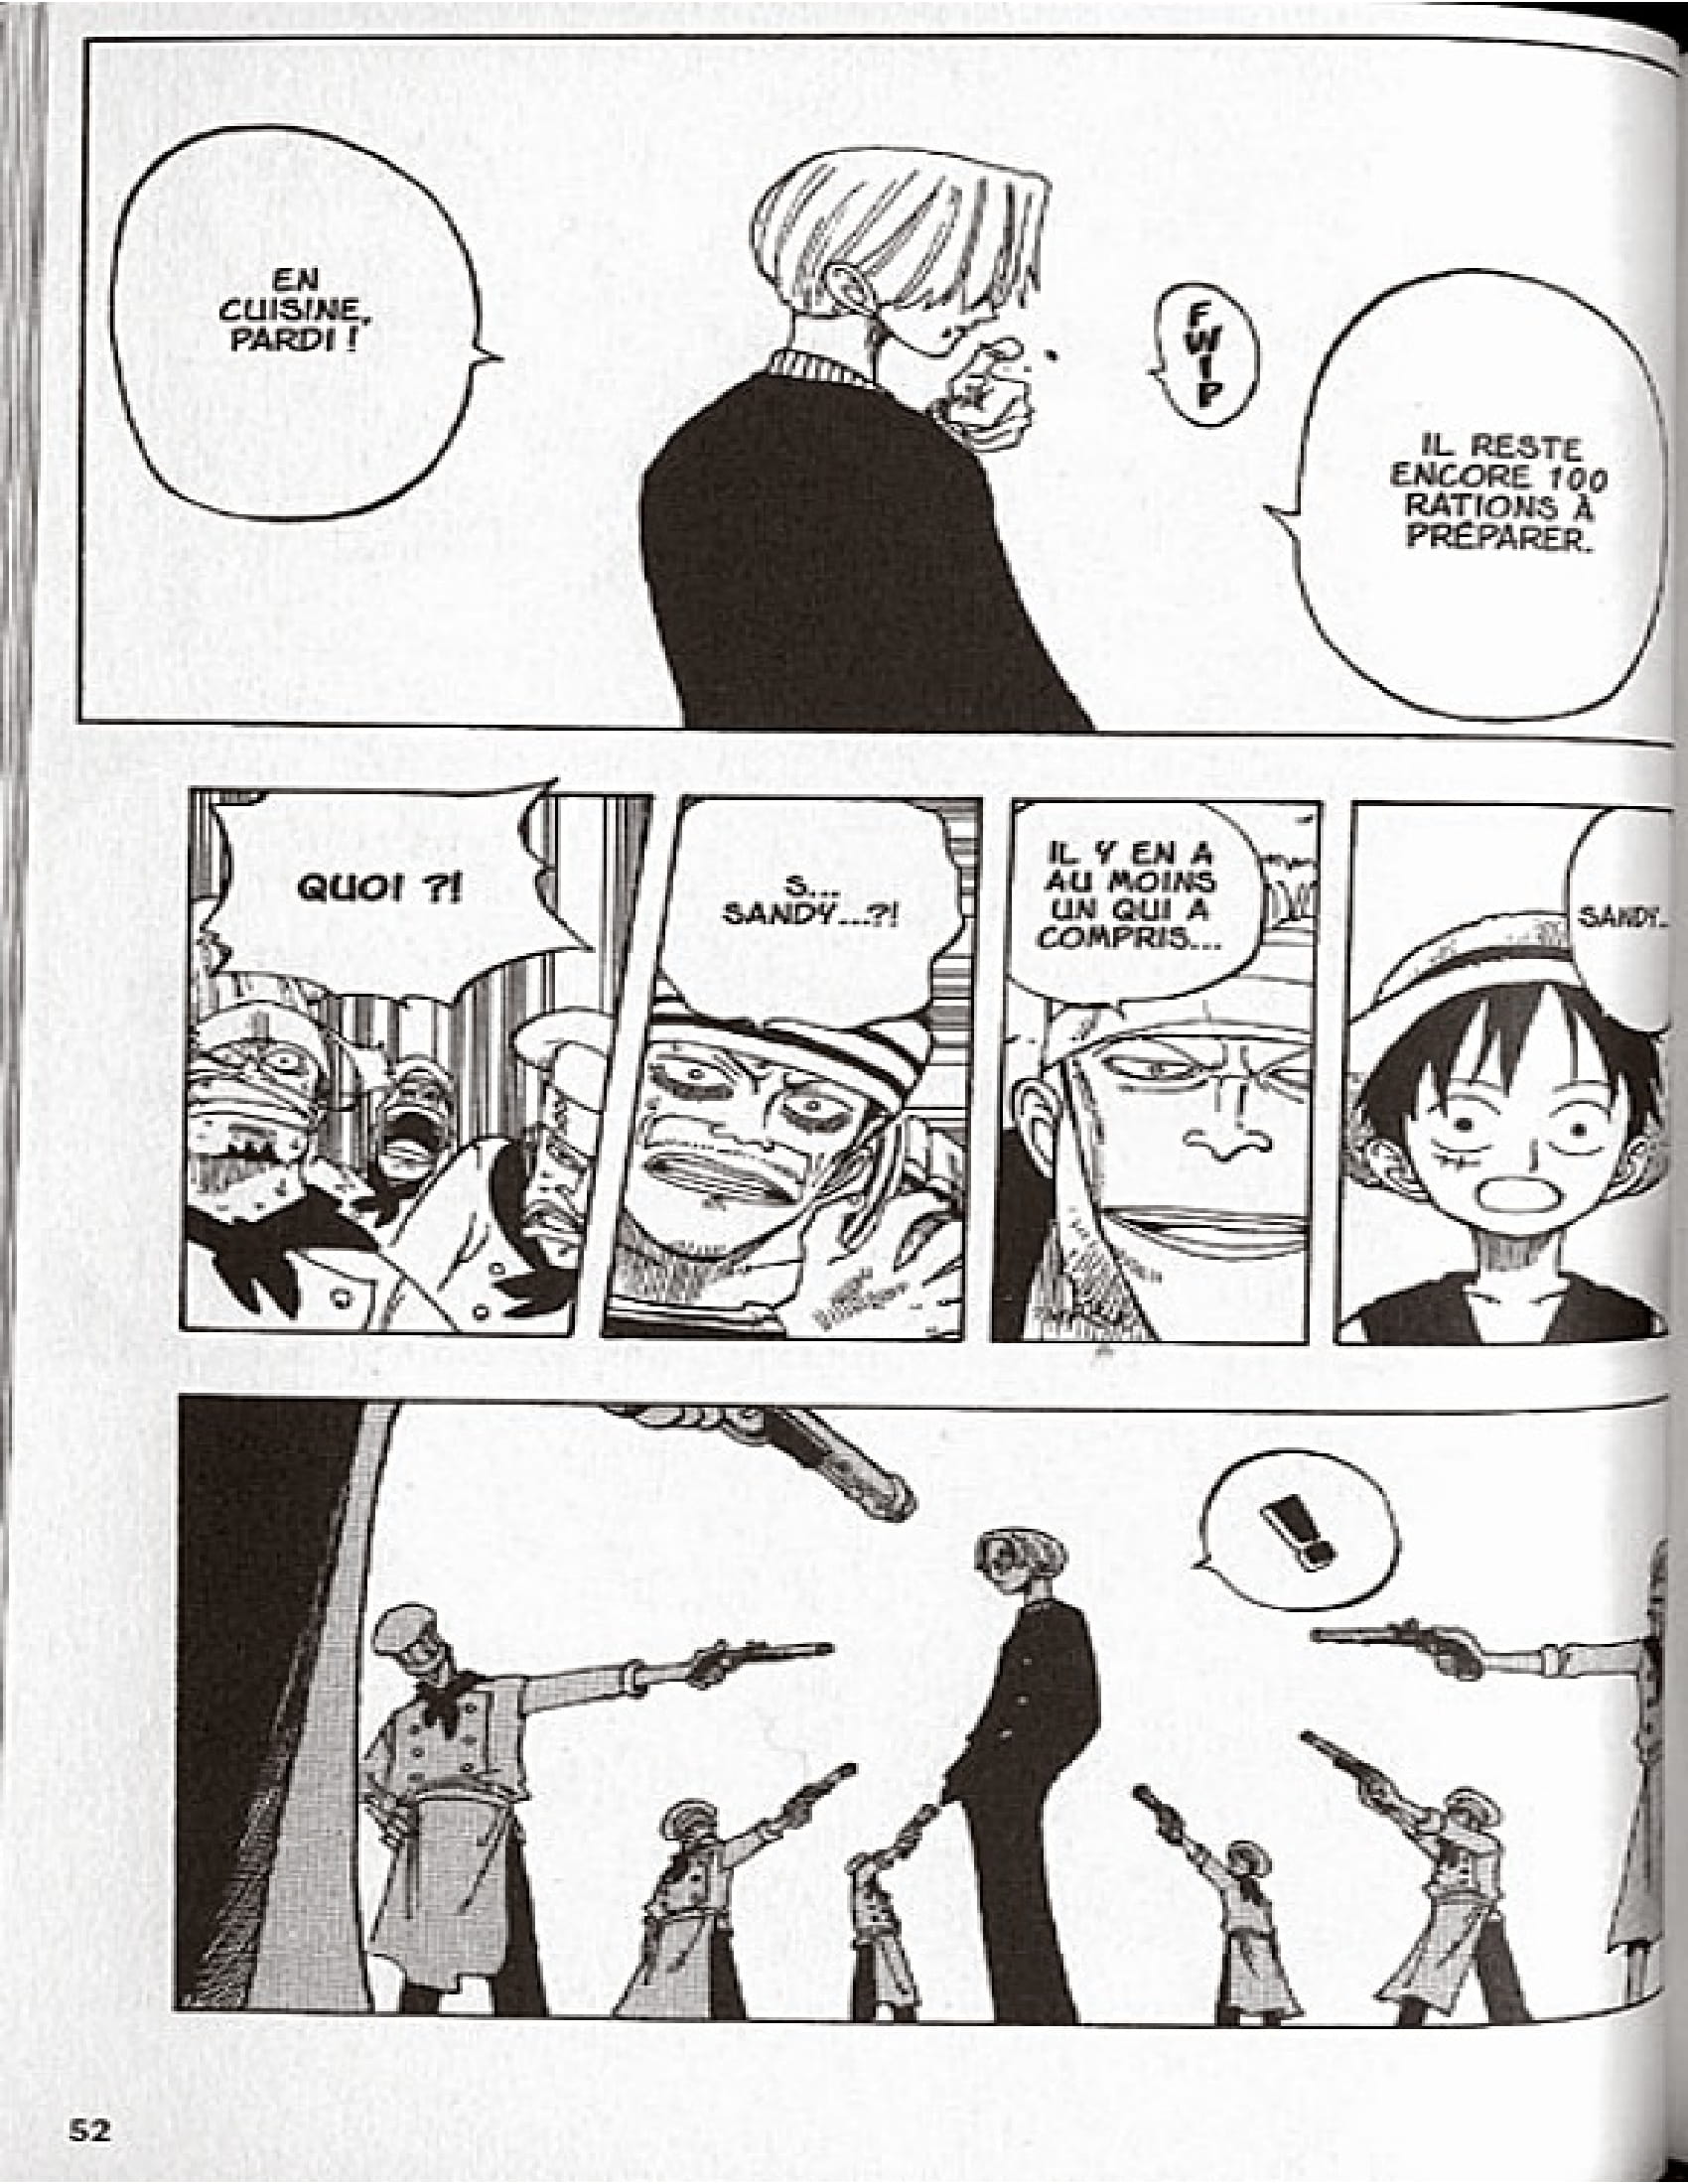 IL RESTE
ENCORE 100
RATIONS À
PRÉPARER.
FWIP
EN
CUISINE,
PARDI !
SANDY..
IL Y EN A
AU MOINS
UN QUI A
COMPRIS...
S...
SANDY...?!
QUOI ?!
!
52